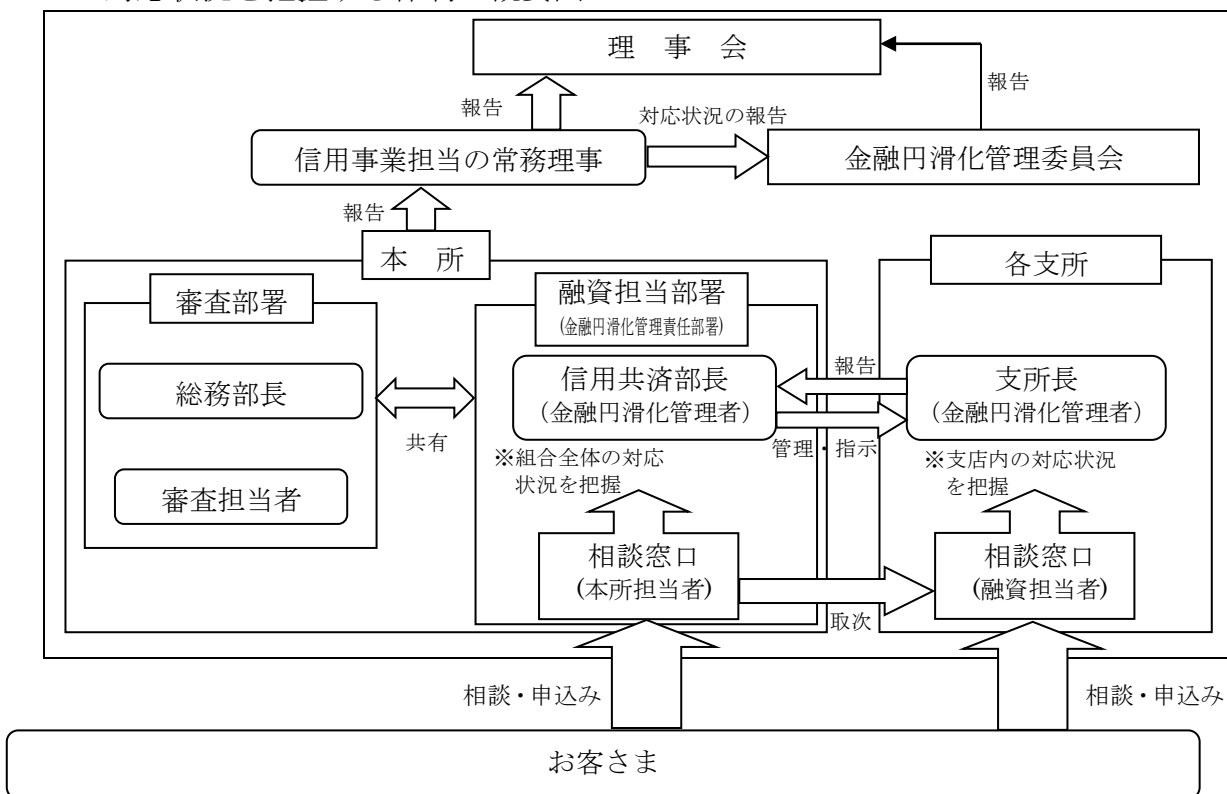 理 事 会
報告
報告
対応状況の報告
信用事業担当の常務理事
金融円滑化管理委員会
報告
本 所
各支所
審査部署
融資担当部署
(金融円滑化管理責任部署)
総務部長
審査担当者
共有
信用共済部長
(金融円滑化管理者)
※組合全体の対応
状況を把握
報告
管理・指示
支所長
(金融円滑化管理者)
※支店内の対応状況
を把握
相談窓口
(本所担当者)
取次
相談窓口
(融資担当者)
相談・申込み
相談・申込み
お客さま